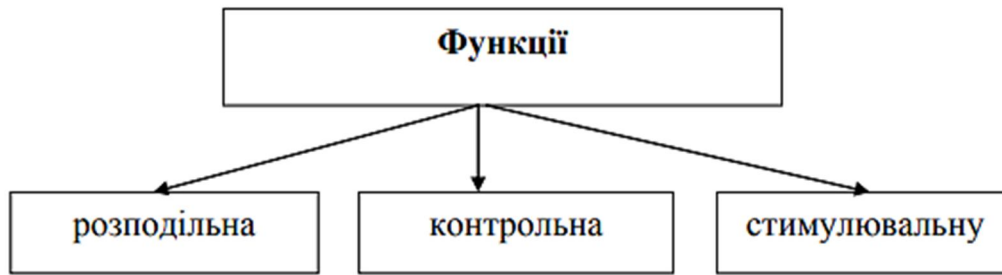 Функції
розподільна
контрольна
стимулювальну